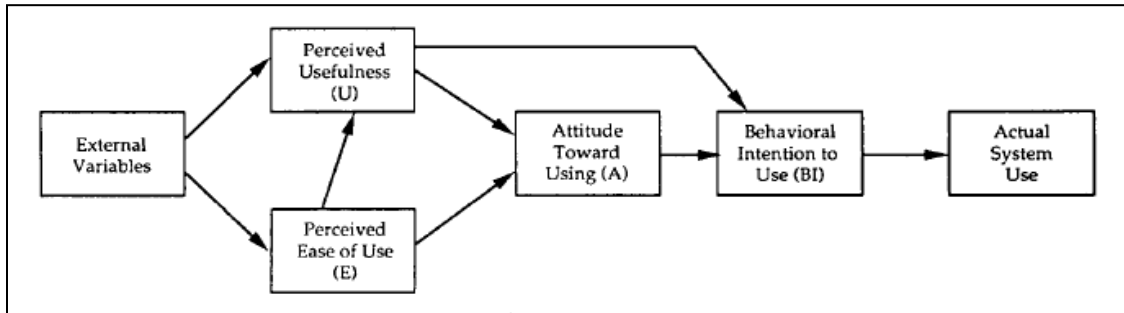 External
Variables
Perceived
Usefulness
(U)
Perceived
Ease of Use
(E)
Attitude
Toward
Using (A)
Behavioral
Intention to
Use (BI)
Actual
System
Use